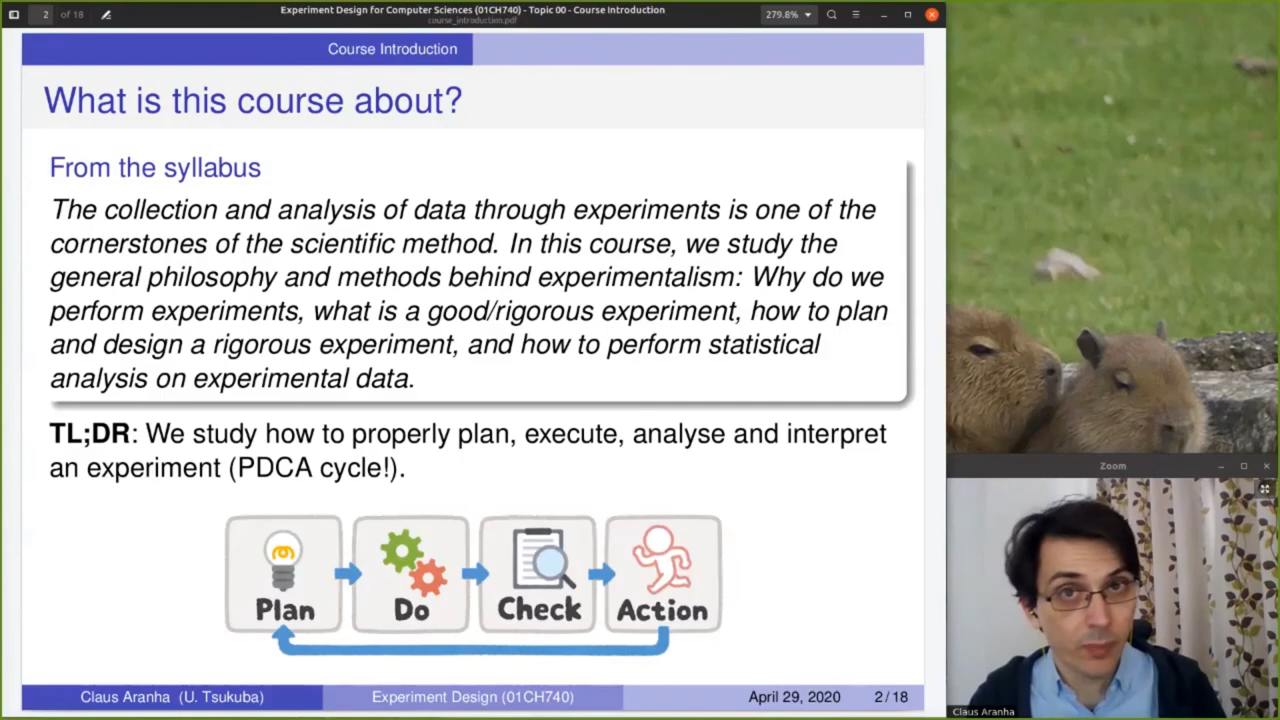 2 of 18
Experiment Design for Computer Sciences (01CH740) - Topic 00 - Course Introduction
course_introduction.pdf
279.8%
Course Introduction
What is this course about?
From the syllabus
The collection and analysis of data through experiments is one of the
cornerstones of the scientific method. In this course, we study the
general philosophy and methods behind experimentalism: Why do we
perform experiments, what is a good/rigorous experiment, how to plan
and design a rigorous experiment, and how to perform statistical
analysis on experimental data.
TL;DR: We study how to properly plan, execute, analyse and interpret
an experiment (PDCA cycle!).
Plan Do Check Action
Claus Aranha (U. Tsukuba) Experiment Design (01CH740) April 29, 2020 2 / 18
Zoom
Claus Aranha